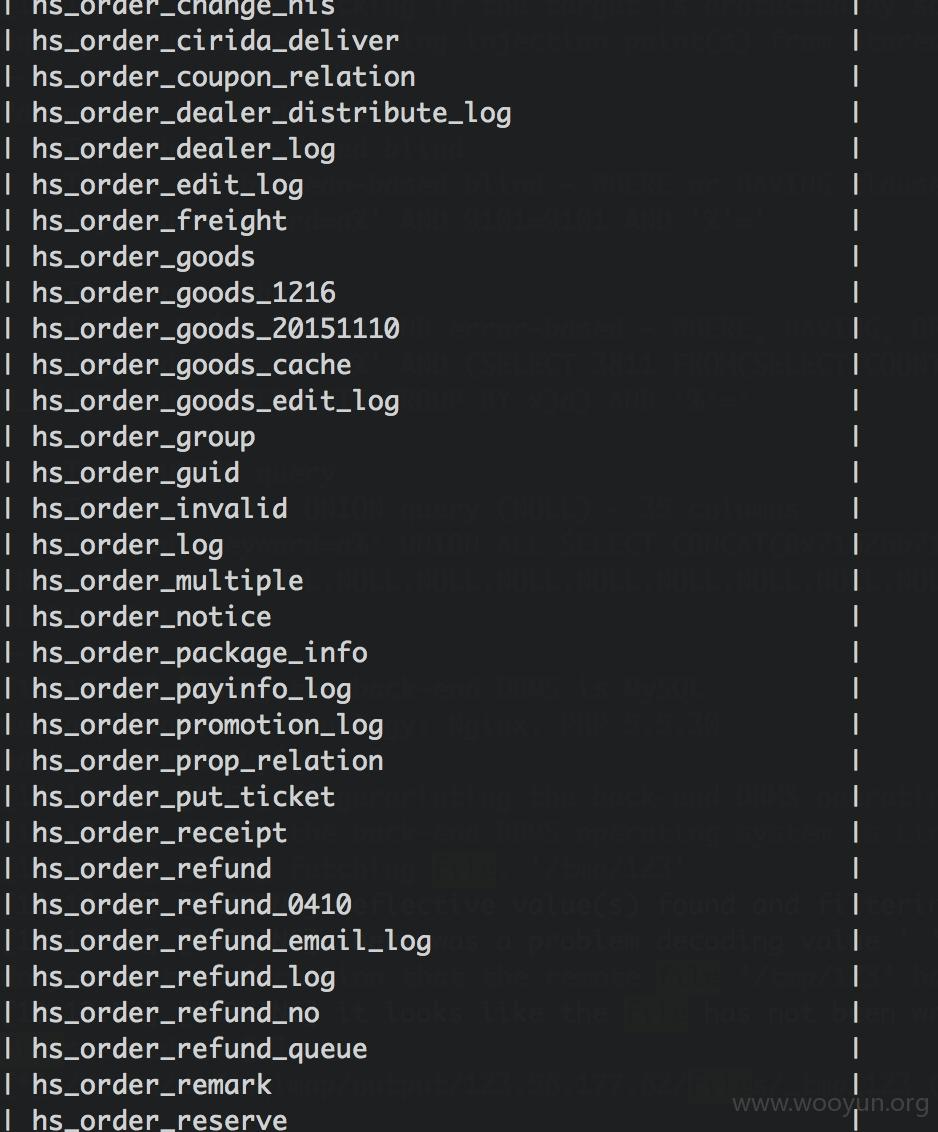 | hs_order_change_his |
| hs_order_cirida_deliver |
| hs_order_coupon_relation |
| hs_order_dealer_distribute_log |
| hs_order_dealer_log |
| hs_order_edit_log |
| hs_order_freight |
| hs_order_goods |
| hs_order_goods_1216 |
| hs_order_goods_20151110 |
| hs_order_goods_cache |
| hs_order_goods_edit_log |
| hs_order_group |
| hs_order_guid |
| hs_order_invalid |
| hs_order_log |
| hs_order_multiple |
| hs_order_notice |
| hs_order_package_info |
| hs_order_payinfo_log |
| hs_order_promotion_log |
| hs_order_prop_relation |
| hs_order_put_ticket |
| hs_order_receipt |
| hs_order_refund |
| hs_order_refund_0410 |
| hs_order_refund_email_log |
| hs_order_refund_log |
| hs_order_refund_no |
| hs_order_refund_queue |
| hs_order_remark |
| hs_order_reserve |
www.wooyun.org